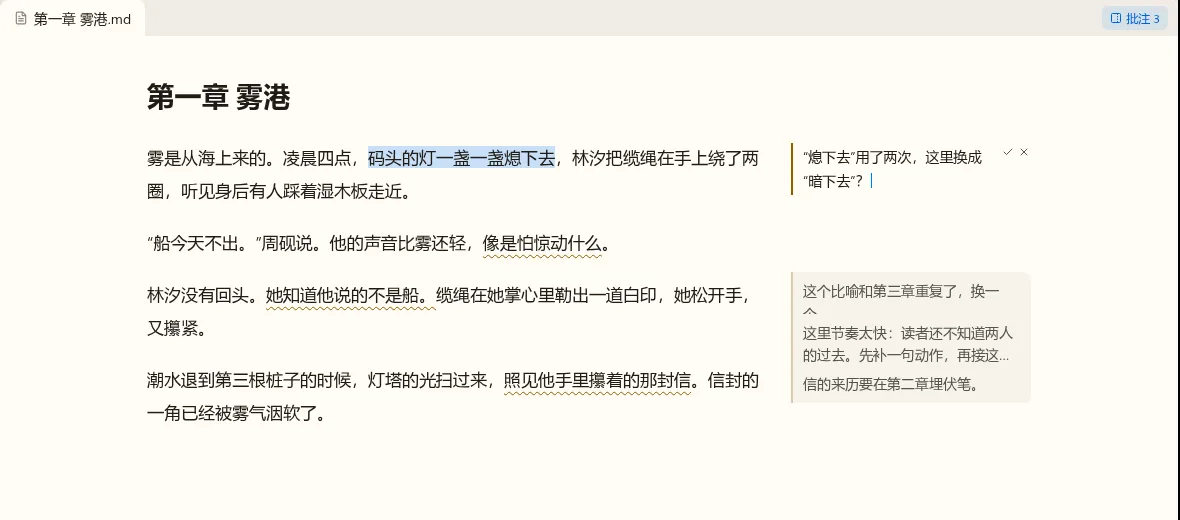 第一章 雾港.md
批注 3
第一章 雾港
雾是从海上来的。凌晨四点，码头的灯一盏一盏熄下去，林汐把缆绳在手上绕了两
圈，听见身后有人踩着湿木板走近。
“船今天不出。”周砚说。他的声音比雾还轻，像是怕惊动什么。
林汐没有回头。她知道他说的不是船。缆绳在她掌心里勒出一道白印，她松开手，
又攥紧。
潮水退到第三根桩子的时候，灯塔的光扫过来，照见他手里攥着的那封信。信封的
一角已经被雾气洇软了。
“熄下去”用了两次，这里换成
“暗下去”？
这个比喻和第三章重复了，换一
个
这里节奏太快：读者还不知道两人
的过去。先补一句动作，再接这...
信的来历要在第二章埋伏笔。